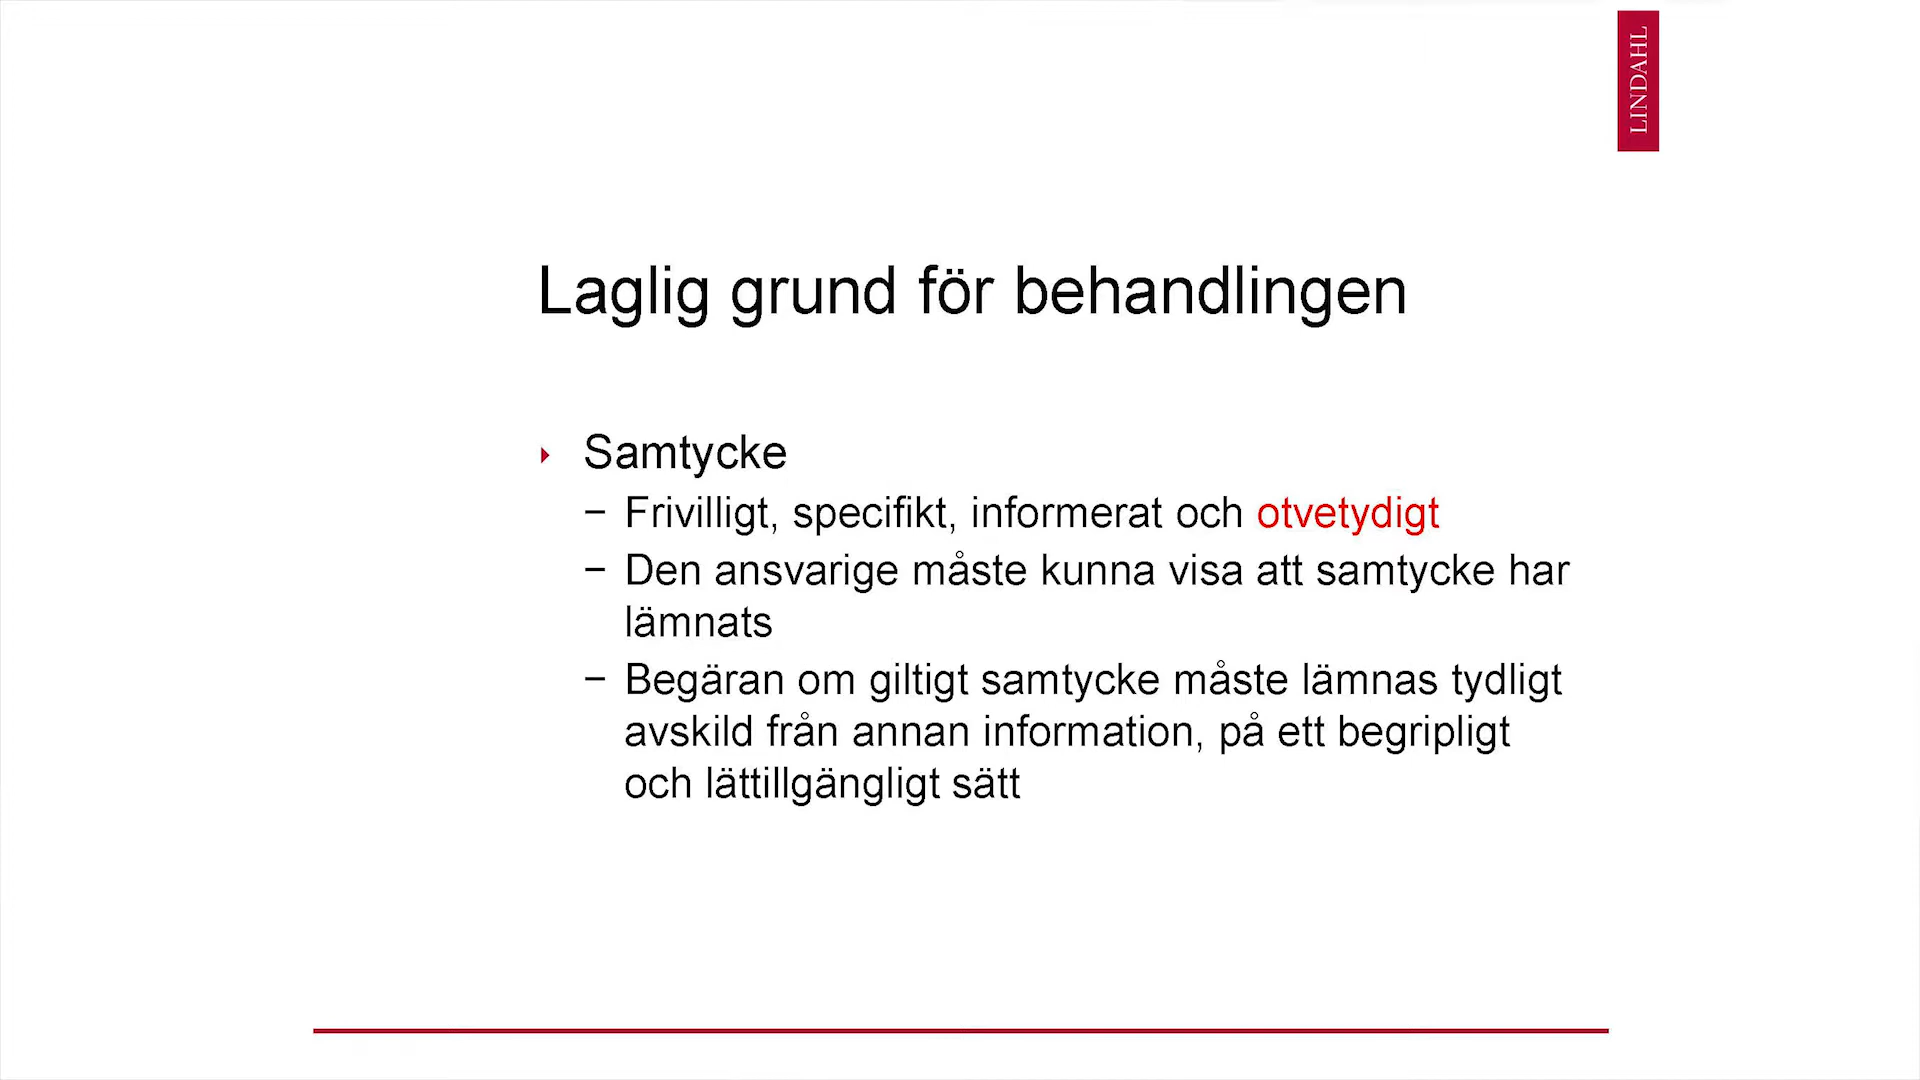 LINDAHL
Laglig grund för behandlingen
‣ Samtycke
– Frivilligt, specifikt, informerat och otvetydigt
– Den ansvarige måste kunna visa att samtycke har
lämnats
– Begäran om giltigt samtycke måste lämnas tydligt
avskild från annan information, på ett begripligt
och lättillgängligt sätt